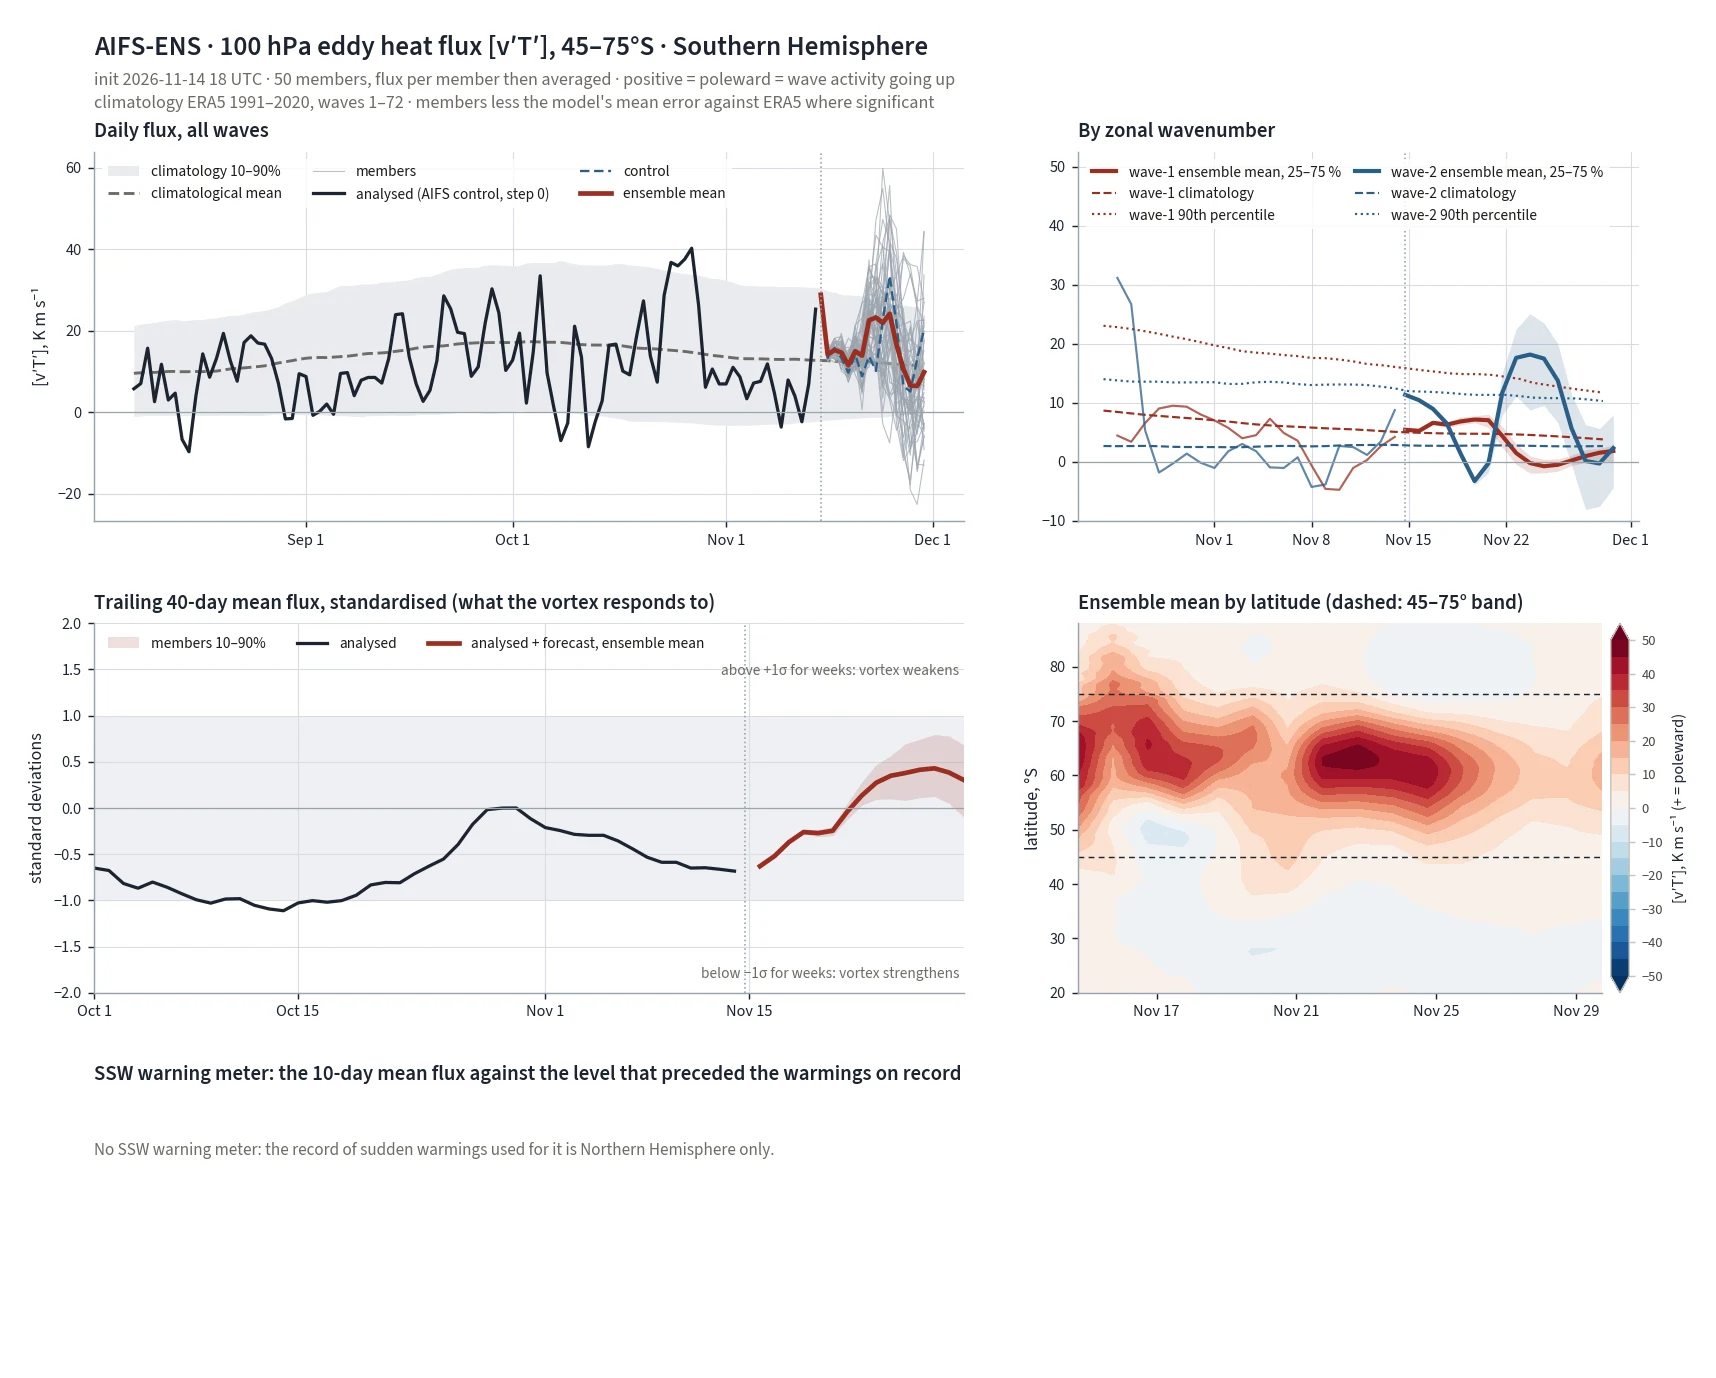 AIFS-ENS · 100 hPa eddy heat flux [v′T′], 45–75°S · Southern Hemisphere
init 2026-11-14 18 UTC · 50 members, flux per member then averaged · positive = poleward = wave activity going up
climatology ERA5 1991–2020, waves 1–72 · members less the model's mean error against ERA5 where significant
Daily flux, all waves
climatology 10–90%
members
control
climatological mean
analysed (AIFS control, step 0)
ensemble mean
60
40
20
0
−20
[v′T′], K m s⁻¹
Sep 1
Oct 1
Nov 1
Dec 1
By zonal wavenumber
wave-1 ensemble mean, 25–75 %
wave-2 ensemble mean, 25–75 %
wave-1 climatology
wave-2 climatology
wave-1 90th percentile
wave-2 90th percentile
50
40
30
20
10
0
−10
Nov 1
Nov 8
Nov 15
Nov 22
Dec 1
Trailing 40-day mean flux, standardised (what the vortex responds to)
members 10–90%
analysed
analysed + forecast, ensemble mean
above +1σ for weeks: vortex weakens
below −1σ for weeks: vortex strengthens
2.0
1.5
1.0
0.5
0.0
−0.5
−1.0
−1.5
−2.0
standard deviations
Oct 1
Oct 15
Nov 1
Nov 15
Ensemble mean by latitude (dashed: 45–75° band)
80
70
60
50
40
30
20
latitude, °S
Nov 17
Nov 21
Nov 25
Nov 29
50
40
30
20
10
0
−10
−20
−30
−40
−50
[v′T′], K m s⁻¹ (+ = poleward)
SSW warning meter: the 10-day mean flux against the level that preceded the warmings on record
No SSW warning meter: the record of sudden warmings used for it is Northern Hemisphere only.